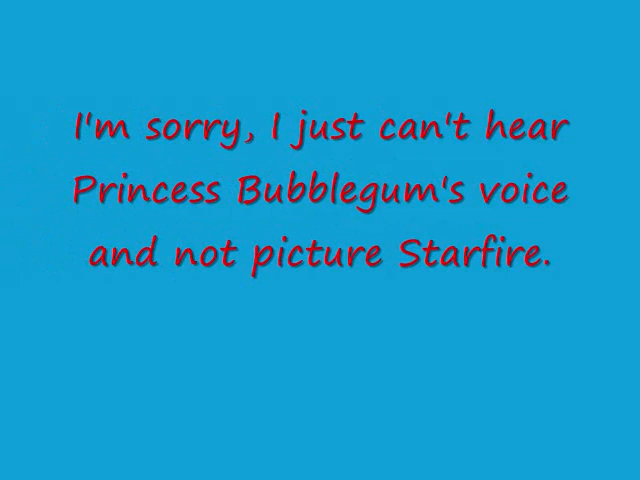 I'm sorry, I just can't hear
Princess Bubblegum's voice
and not picture Starfire.